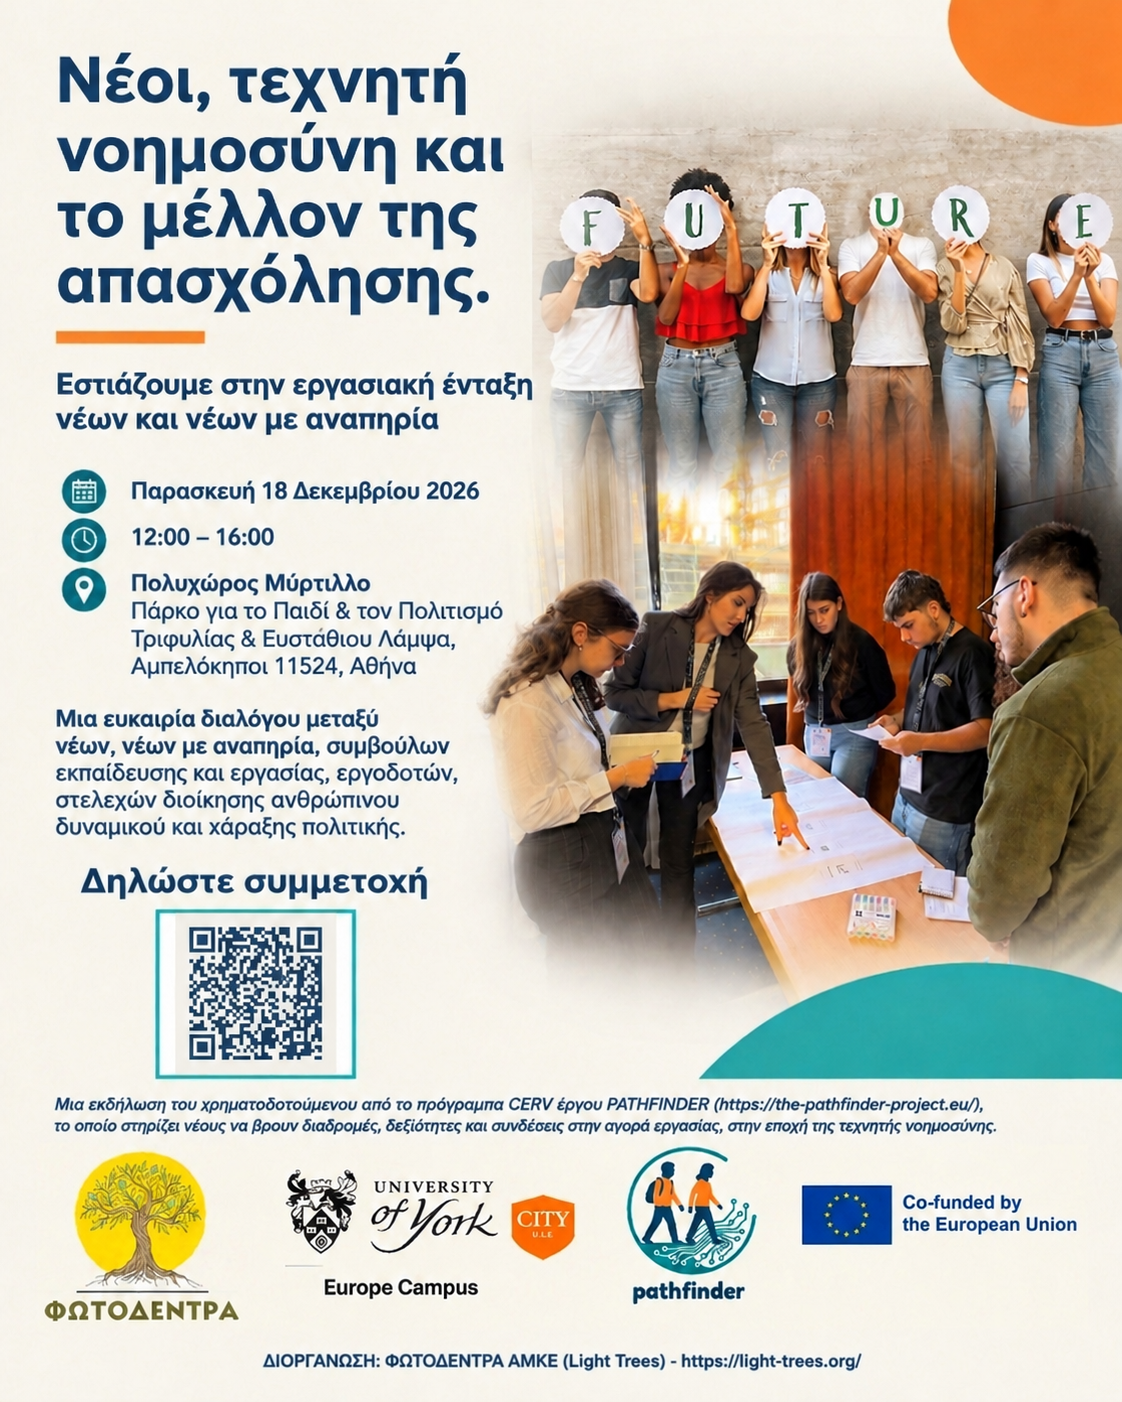 Νέοι, τεχνητή
νοημοσύνη και
το μέλλον της
απασχόλησης.
F U T U R E
Εστιάζουμε στην εργασιακή ένταξη
νέων και νέων με αναπηρία
Παρασκευή 18 Δεκεμβρίου 2026
12:00 – 16:00
Πολυχώρος Μύρτιλλο
Πάρκο για το Παιδί & τον Πολιτισμό
Τριφυλίας & Ευστάθιου Λάμψα,
Αμπελόκηποι 11524, Αθήνα
Μια ευκαιρία διαλόγου μεταξύ
νέων, νέων με αναπηρία, συμβούλων
εκπαίδευσης και εργασίας, εργοδοτών,
στελεχών διοίκησης ανθρώπινου
δυναμικού και χάραξης πολιτικής.
Δηλώστε συμμετοχή
Μια εκδήλωση του χρηματοδοτούμενου από το πρόγραμμα CERV έργου PATHFINDER (https://the-pathfinder-project.eu/),
το οποίο στηρίζει νέους να βρουν διαδρομές, δεξιότητες και συνδέσεις στην αγορά εργασίας, στην εποχή της τεχνητής νοημοσύνης.
ΦΩΤΟΔΕΝΤΡΑ
UNIVERSITY
of York
CITY
U.L.E
Europe Campus
pathfinder
Co-funded by
the European Union
ΔΙΟΡΓΑΝΩΣΗ: ΦΩΤΟΔΕΝΤΡΑ ΑΜΚΕ (Light Trees) - https://light-trees.org/